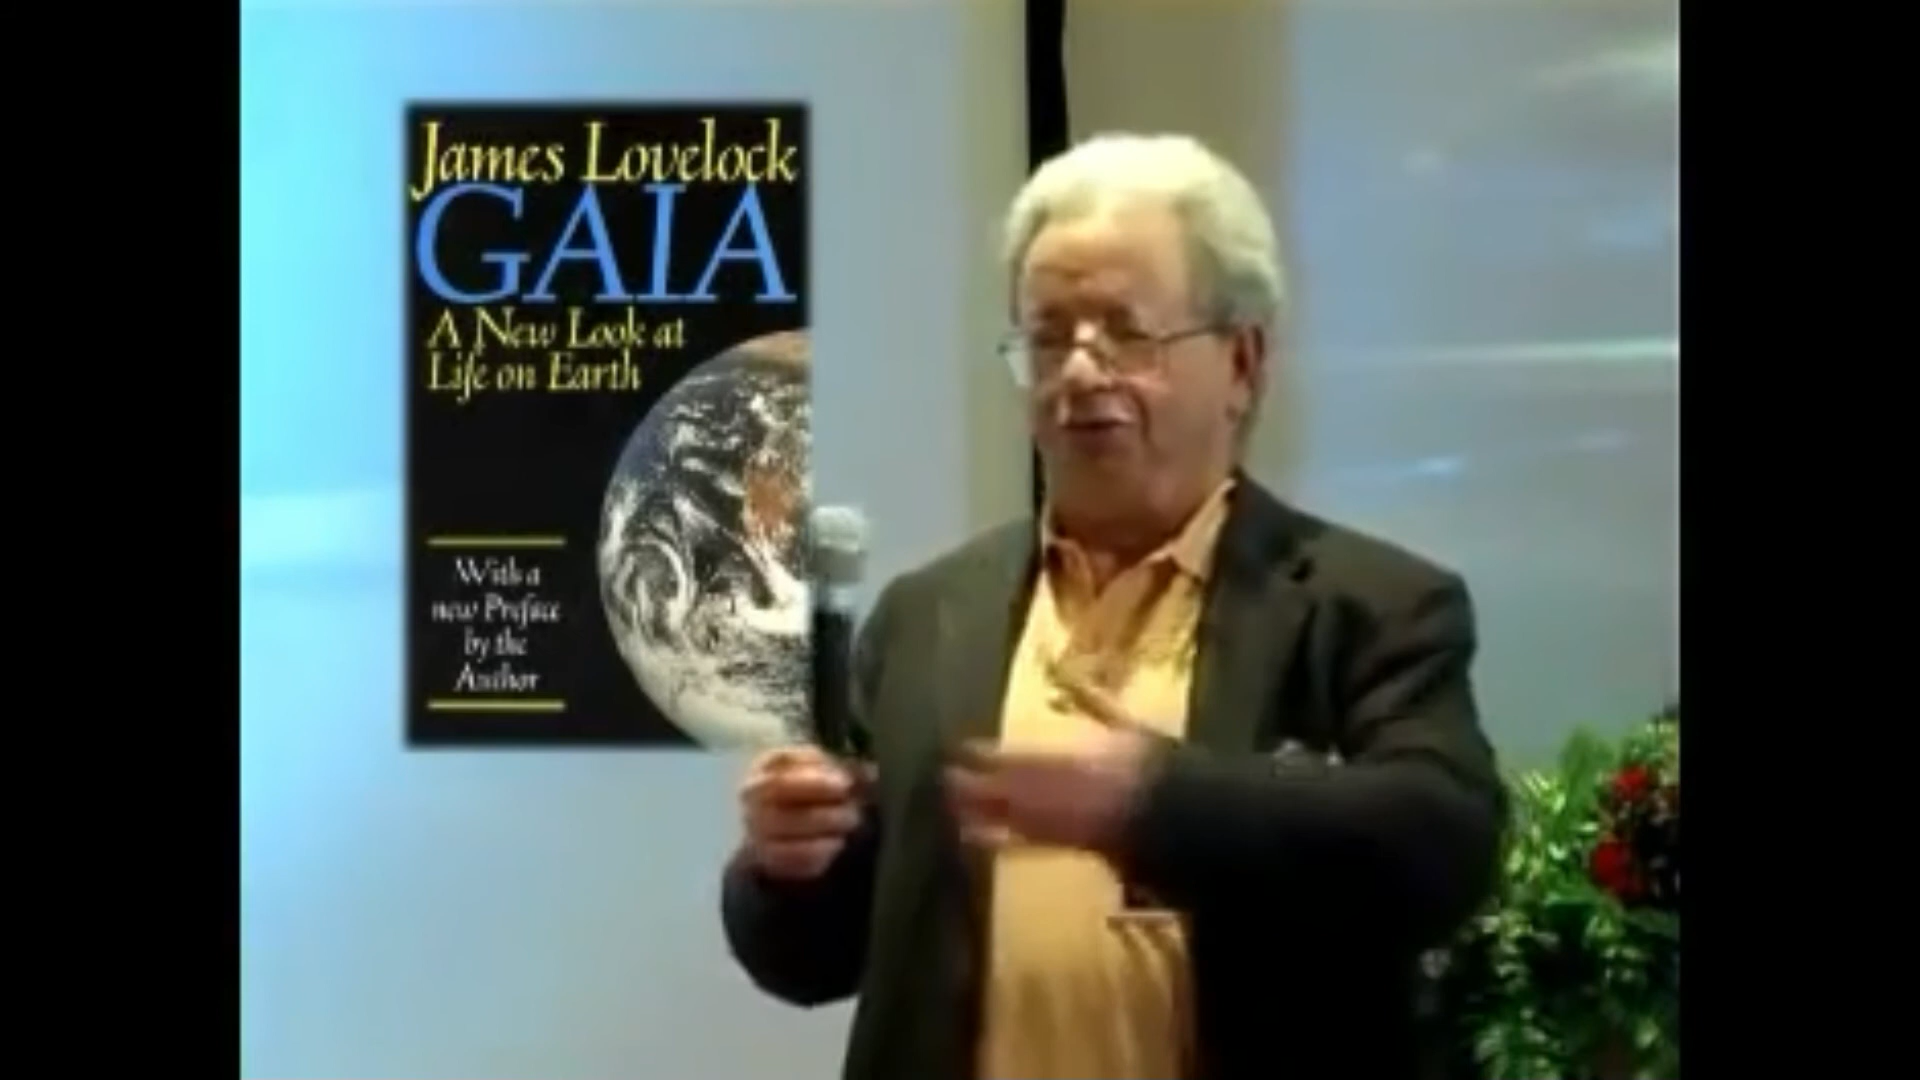 James Lovelock
GAIA
A New Look at
Life on Earth
With a
new Preface
by the
Author